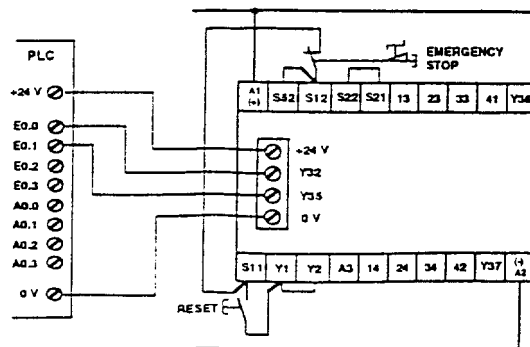 PLC
+24 V
E0.0
E0.1
E0.2
E0.3
A0.0
A0.1
A0.2
A0.3
0 V
EMERGENCY
STOP
A1 (+) S52 S12 S22 S21 13 23 33 41 Y36
+24 V
Y32
Y35
0 V
S11 Y1 Y2 A3 14 24 34 42 Y37 (-) A2
RESET